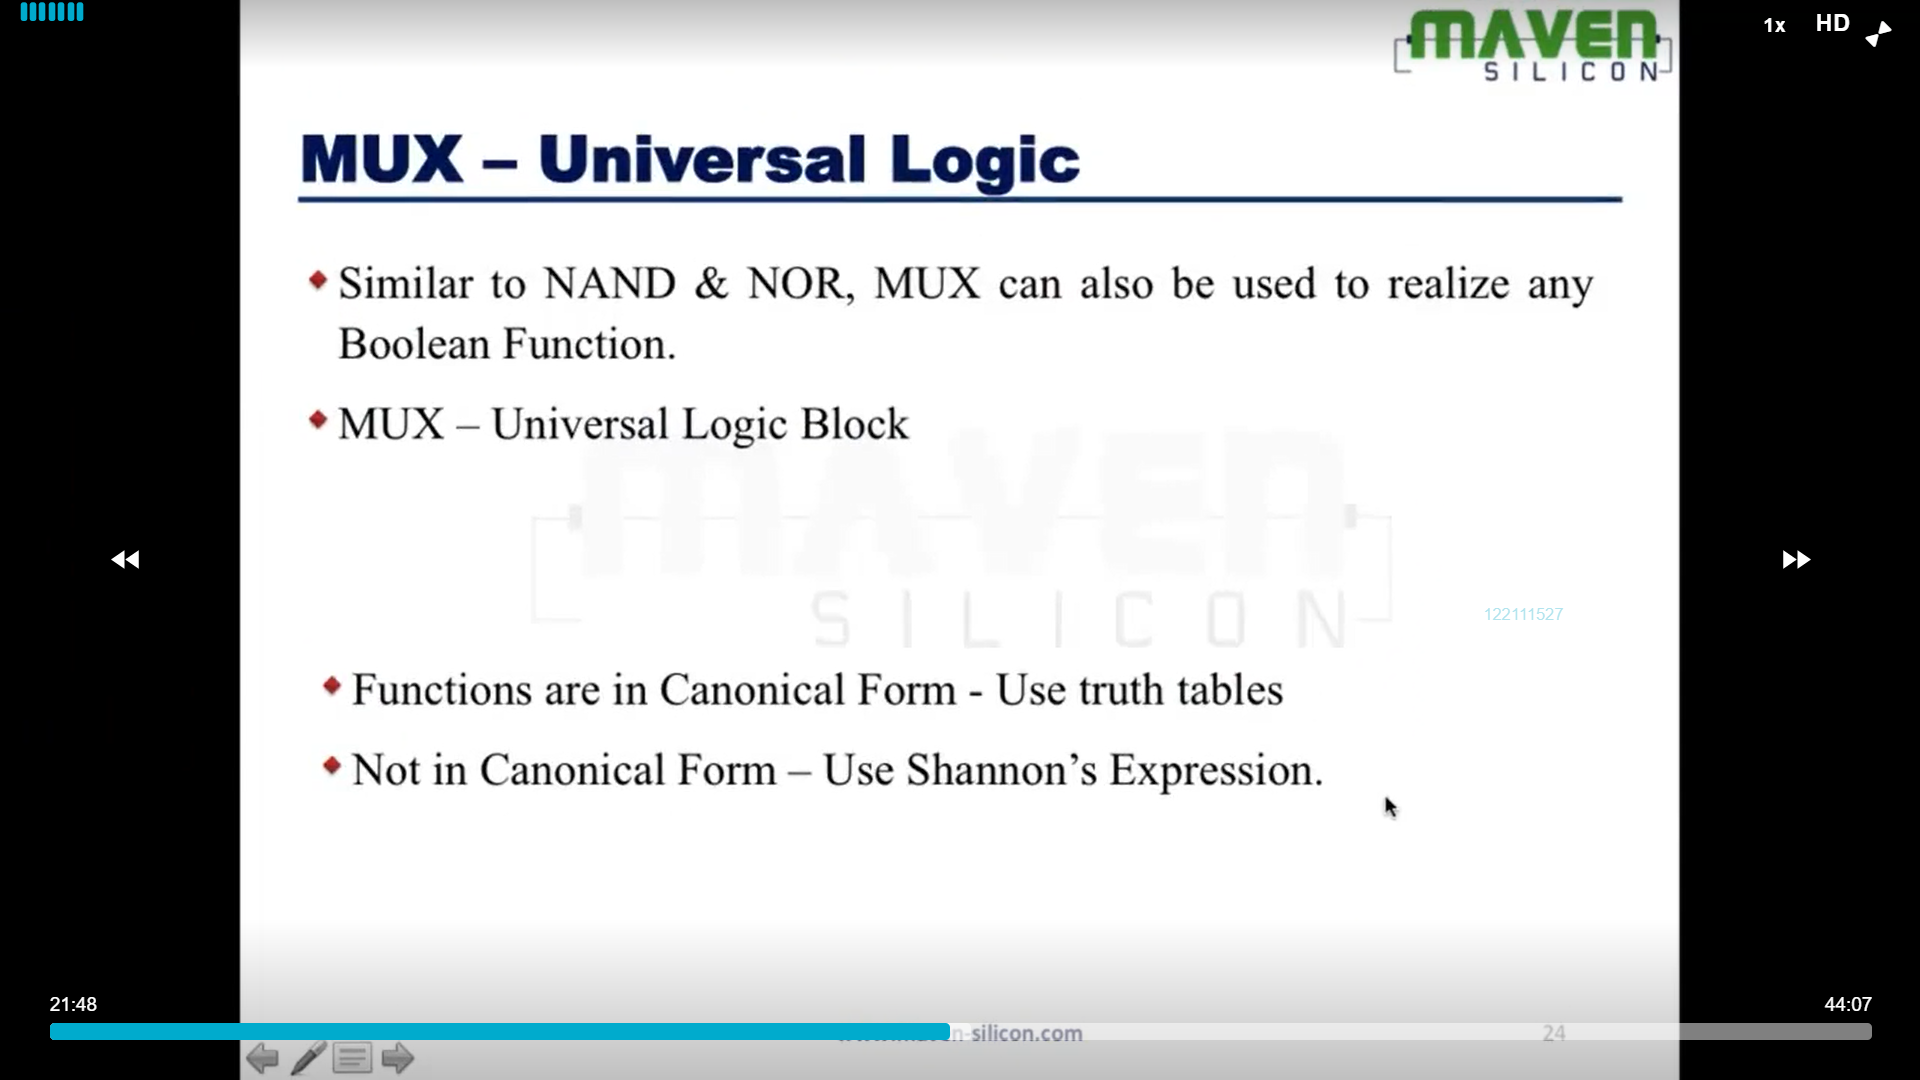 1x HD
MAVEN
SILICON
MUX – Universal Logic
Similar to NAND & NOR, MUX can also be used to realize any
Boolean Function.
MUX – Universal Logic Block
MAVEN
SILICON
122111527
Functions are in Canonical Form - Use truth tables
Not in Canonical Form – Use Shannon’s Expression.
21:48
44:07
n-silicon.com
24